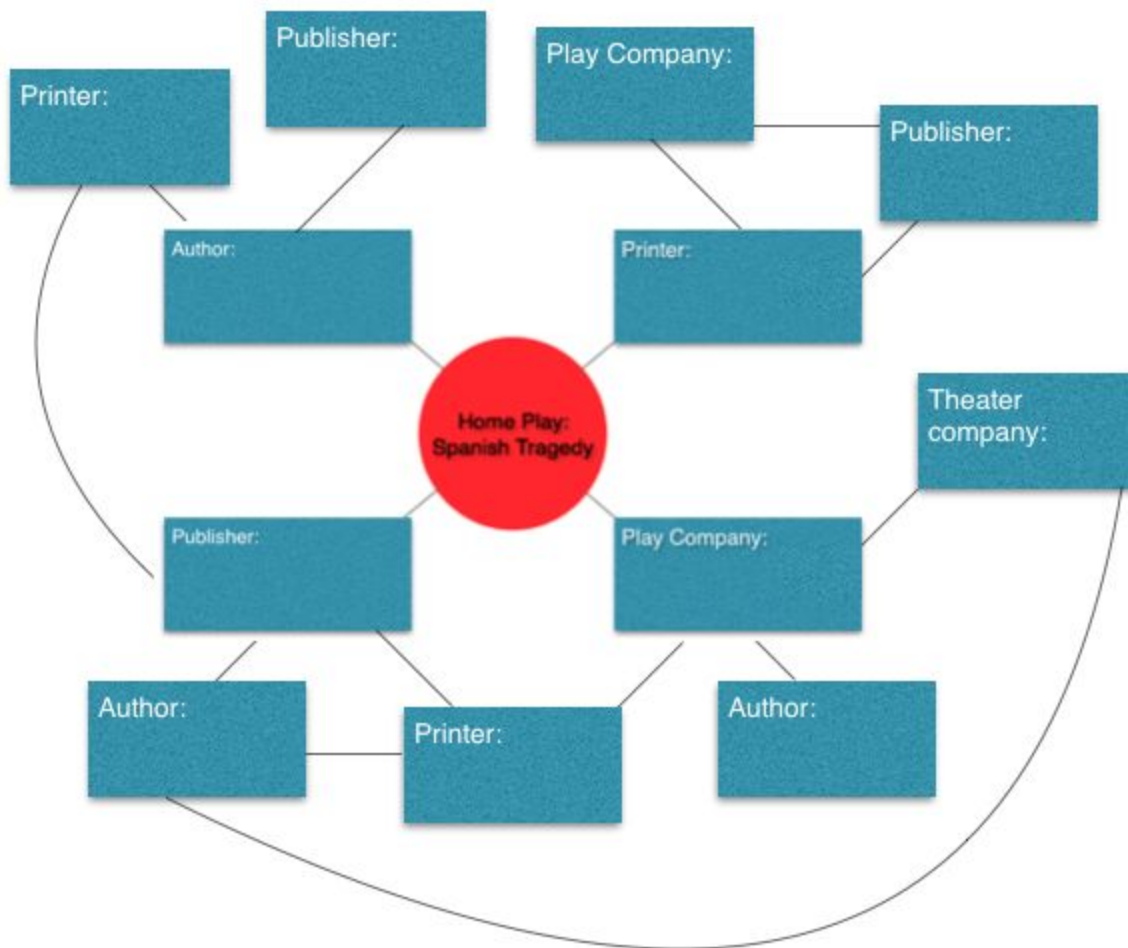 Publisher:
Play Company:
Printer:
Publisher:
Author:
Printer:
Home Play:
Spanish Tragedy
Theater
company:
Publisher:
Play Company:
Author:
Printer:
Author: